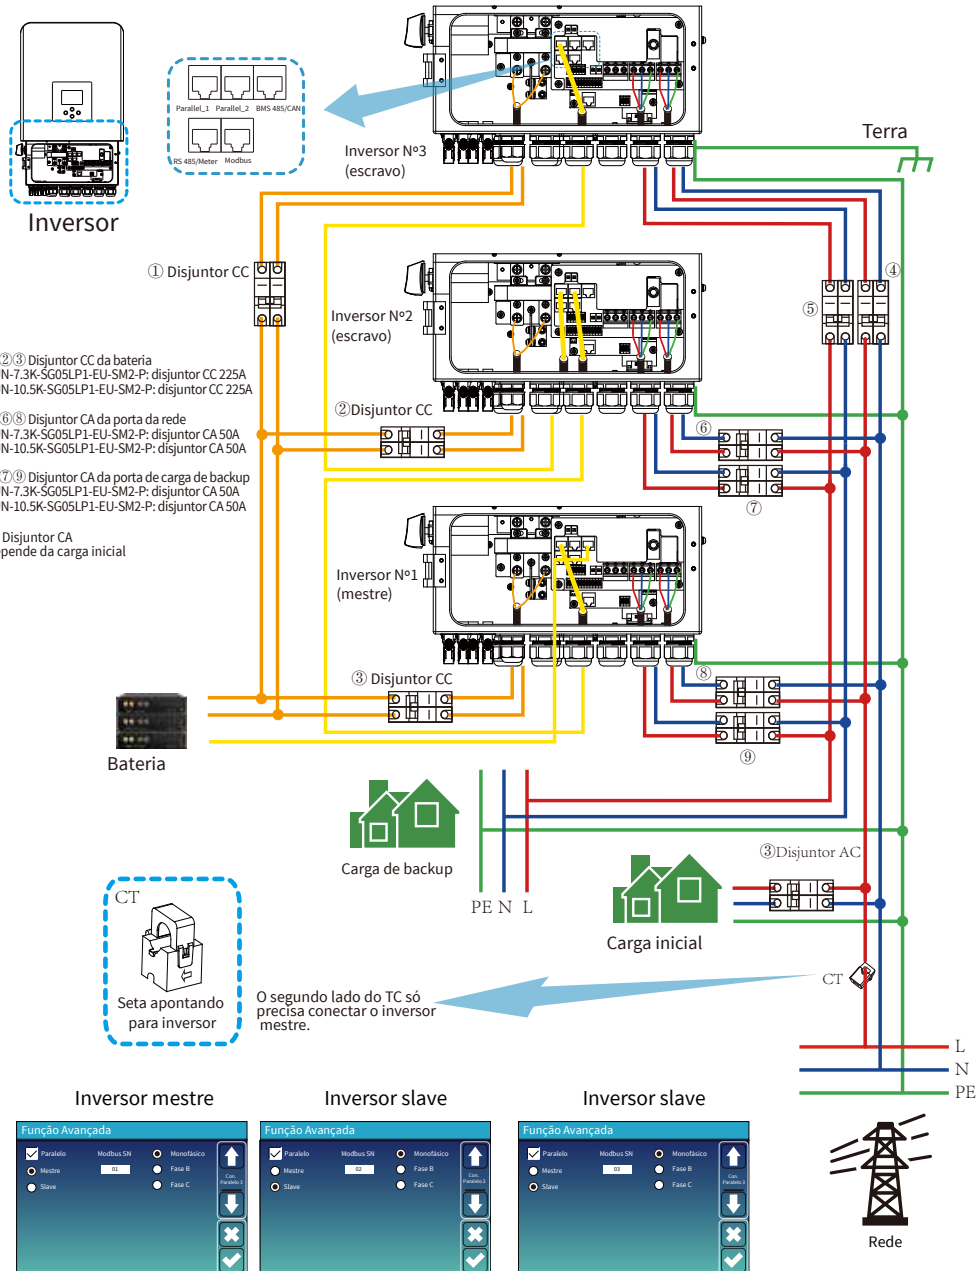 Parallel_1 Parallel_2 BMS 485/CAN
RS 485/Meter Modbus
Inversor
Inversor Nº3
(escravo)
Terra
① Disjuntor CC
④
⑤
Inversor Nº2
(escravo)
②③ Disjuntor CC da bateria
N-7.3K-SG05LP1-EU-SM2-P: disjuntor CC 225A
N-10.5K-SG05LP1-EU-SM2-P: disjuntor CC 225A
②Disjuntor CC
⑥⑧ Disjuntor CA da porta da rede
N-7.3K-SG05LP1-EU-SM2-P: disjuntor CA 50A
N-10.5K-SG05LP1-EU-SM2-P: disjuntor CA 50A
⑥
⑦⑨ Disjuntor CA da porta de carga de backup
N-7.3K-SG05LP1-EU-SM2-P: disjuntor CA 50A
N-10.5K-SG05LP1-EU-SM2-P: disjuntor CA 50A
⑦
Disjuntor CA
pende da carga inicial
Inversor Nº1
(mestre)
③ Disjuntor CC
⑧
⑨
Bateria
Carga de backup
PE N L
③Disjuntor AC
Carga inicial
CT
Seta apontando
para inversor
O segundo lado do TC só
precisa conectar o inversor
mestre.
CT
L
N
PE
Inversor mestre
Função Avançada
Paralelo Modbus SN Monofásico
Mestre 01 Fase B
Slave Fase C
Con.
Paralelo 3
Inversor slave
Função Avançada
Paralelo Modbus SN Monofásico
Mestre 02 Fase B
Slave Fase C
Con.
Paralelo 3
Inversor slave
Função Avançada
Paralelo Modbus SN Monofásico
Mestre 03 Fase B
Slave Fase C
Con.
Paralelo 3
Rede